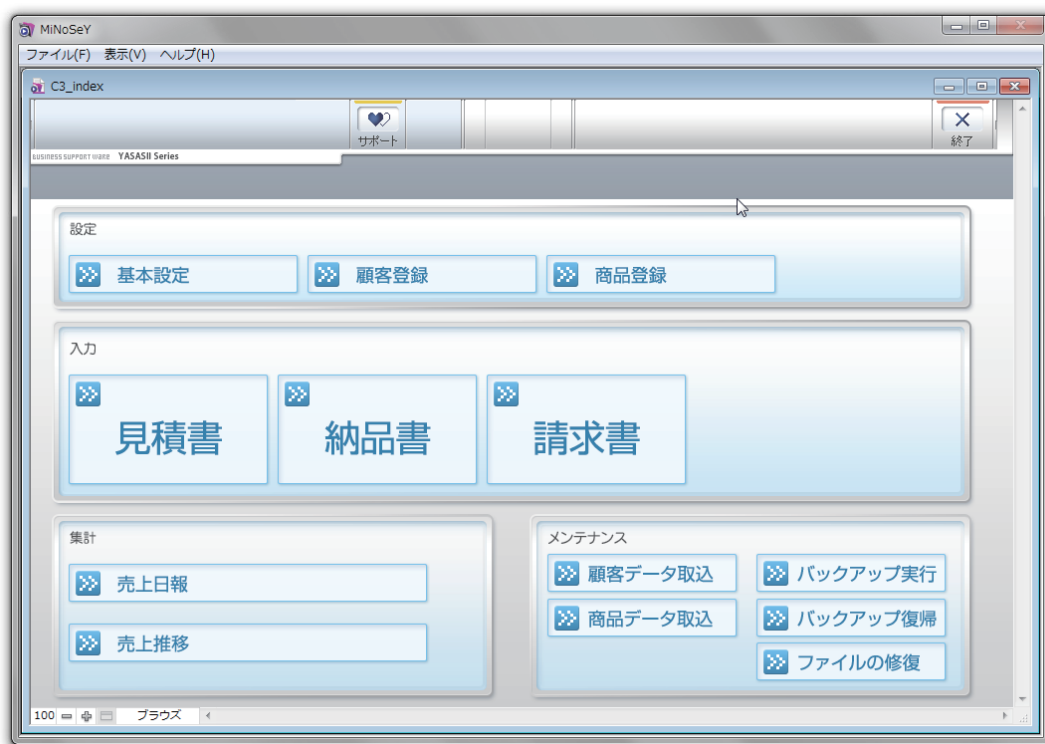 MiNoSeY
ファイル(F) 表示(V) ヘルプ(H)
C3_index
サポート
終了
BUSINESS SUPPORT WARE YASASII Series
設定
基本設定 顧客登録 商品登録
入力
見積書 納品書 請求書
集計
売上日報
売上推移
メンテナンス
顧客データ取込 バックアップ実行
商品データ取込 バックアップ復帰
ファイルの修復
100 ブラウズ